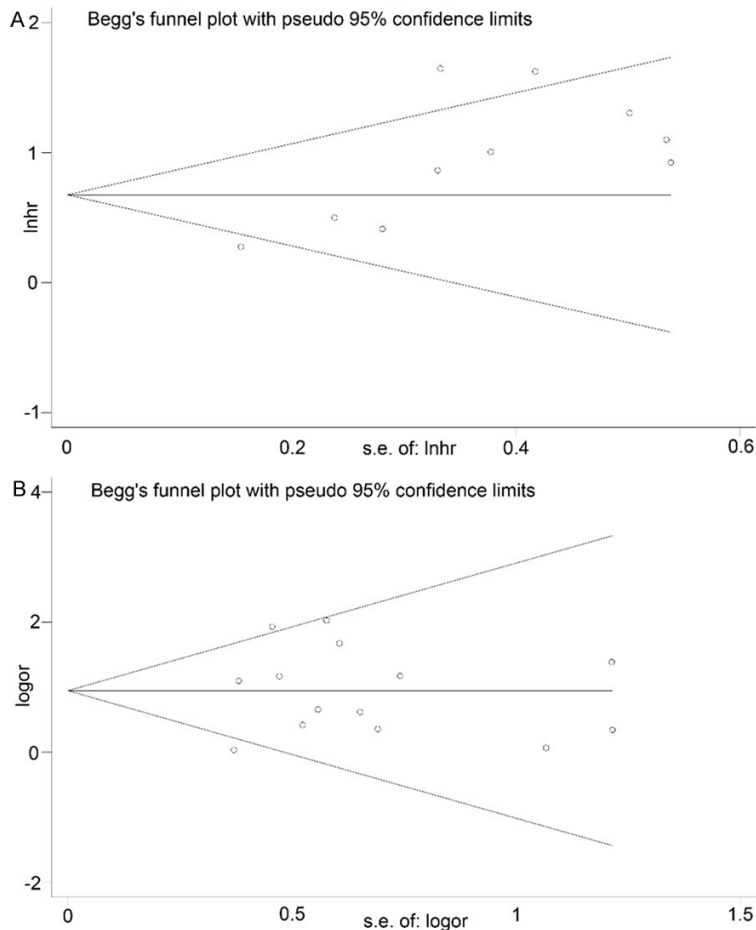 A
Begg's funnel plot with pseudo 95% confidence limits
2
1
0
-1
lnhr
0
0.2
0.4
0.6
s.e. of: lnhr
B
Begg's funnel plot with pseudo 95% confidence limits
4
2
0
-2
logor
0
0.5
1
1.5
s.e. of: logor